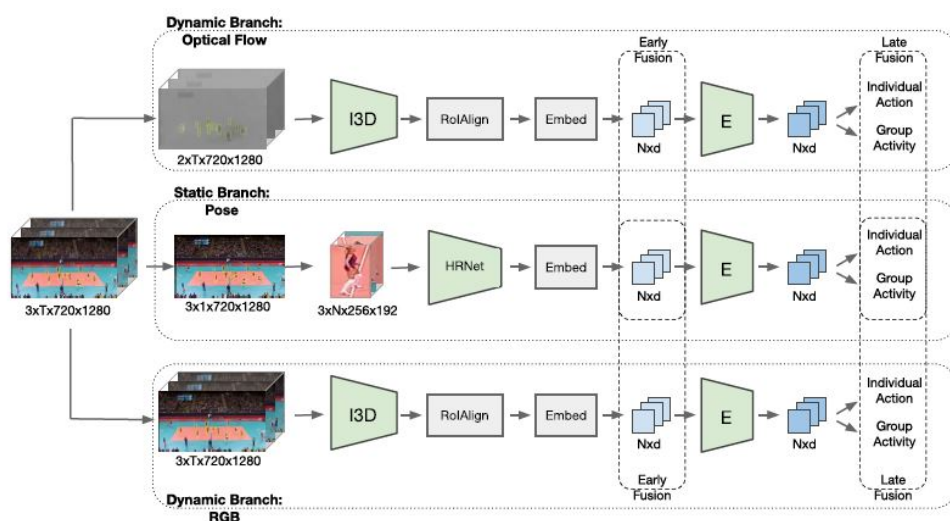 Dynamic Branch:
Optical Flow
Early
Fusion
Late
Fusion
I3D
RoIAlign
Embed
Nxd
E
Nxd
Individual
Action
Group
Activity
2xTx720x1280
Static Branch:
Pose
3xTx720x1280
3x1x720x1280
3xNx256x192
HRNet
Embed
Nxd
E
Nxd
Individual
Action
Group
Activity
I3D
RoIAlign
Embed
Nxd
E
Nxd
Individual
Action
Group
Activity
3xTx720x1280
Early
Fusion
Late
Fusion
Dynamic Branch:
RGB